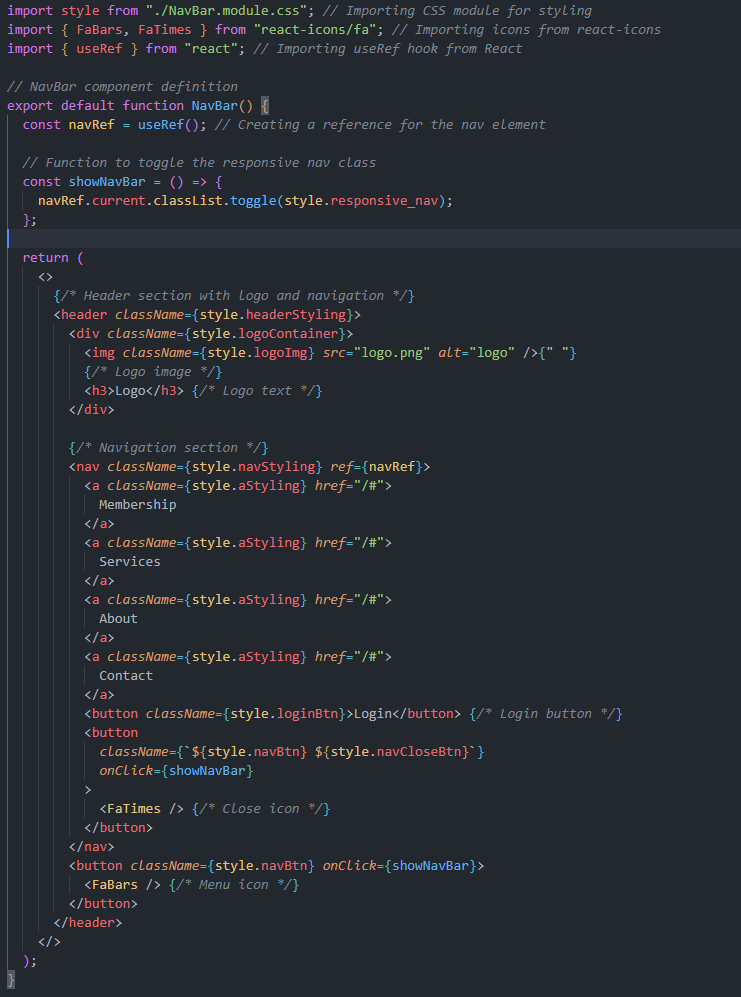 import style from "./NavBar.module.css"; // Importing CSS module for styling
import { FaBars, FaTimes } from "react-icons/fa"; // Importing icons from react-icons
import { useRef } from "react"; // Importing useRef hook from React

// NavBar component definition
export default function NavBar() {
  const navRef = useRef(); // Creating a reference for the nav element

  // Function to toggle the responsive nav class
  const showNavBar = () => {
    navRef.current.classList.toggle(style.responsive_nav);
  };

  return (
    <>
      {/* Header section with logo and navigation */}
      <header className={style.headerStyling}>
        <div className={style.logoContainer}>
          <img className={style.logoImg} src="logo.png" alt="logo" />{" "}
          {/* Logo image */}
          <h3>Logo</h3> {/* Logo text */}
        </div>

        {/* Navigation section */}
        <nav className={style.navStyling} ref={navRef}>
          <a className={style.aStyling} href="/#">
            Membership
          </a>
          <a className={style.aStyling} href="/#">
            Services
          </a>
          <a className={style.aStyling} href="/#">
            About
          </a>
          <a className={style.aStyling} href="/#">
            Contact
          </a>
          <button className={style.loginBtn}>Login</button> {/* Login button */}
          <button
            className={`${style.navBtn} ${style.navCloseBtn}`}
            onClick={showNavBar}
          >
            <FaTimes /> {/* Close icon */}
          </button>
        </nav>
        <button className={style.navBtn} onClick={showNavBar}>
          <FaBars /> {/* Menu icon */}
        </button>
      </header>
    </>
  );
}